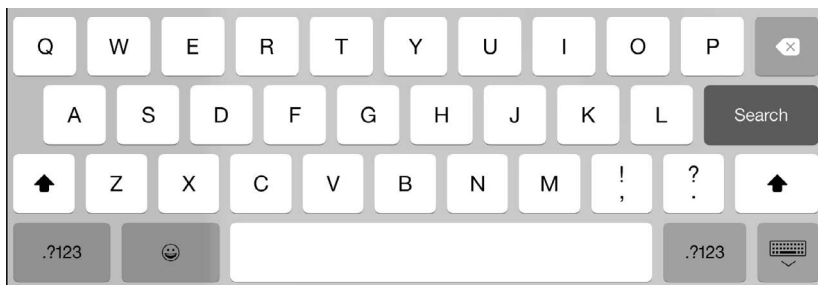 Q W E R T Y U I O P
A S D F G H J K L Search
Z X C V B N M ! , ? .
.?123 .?123